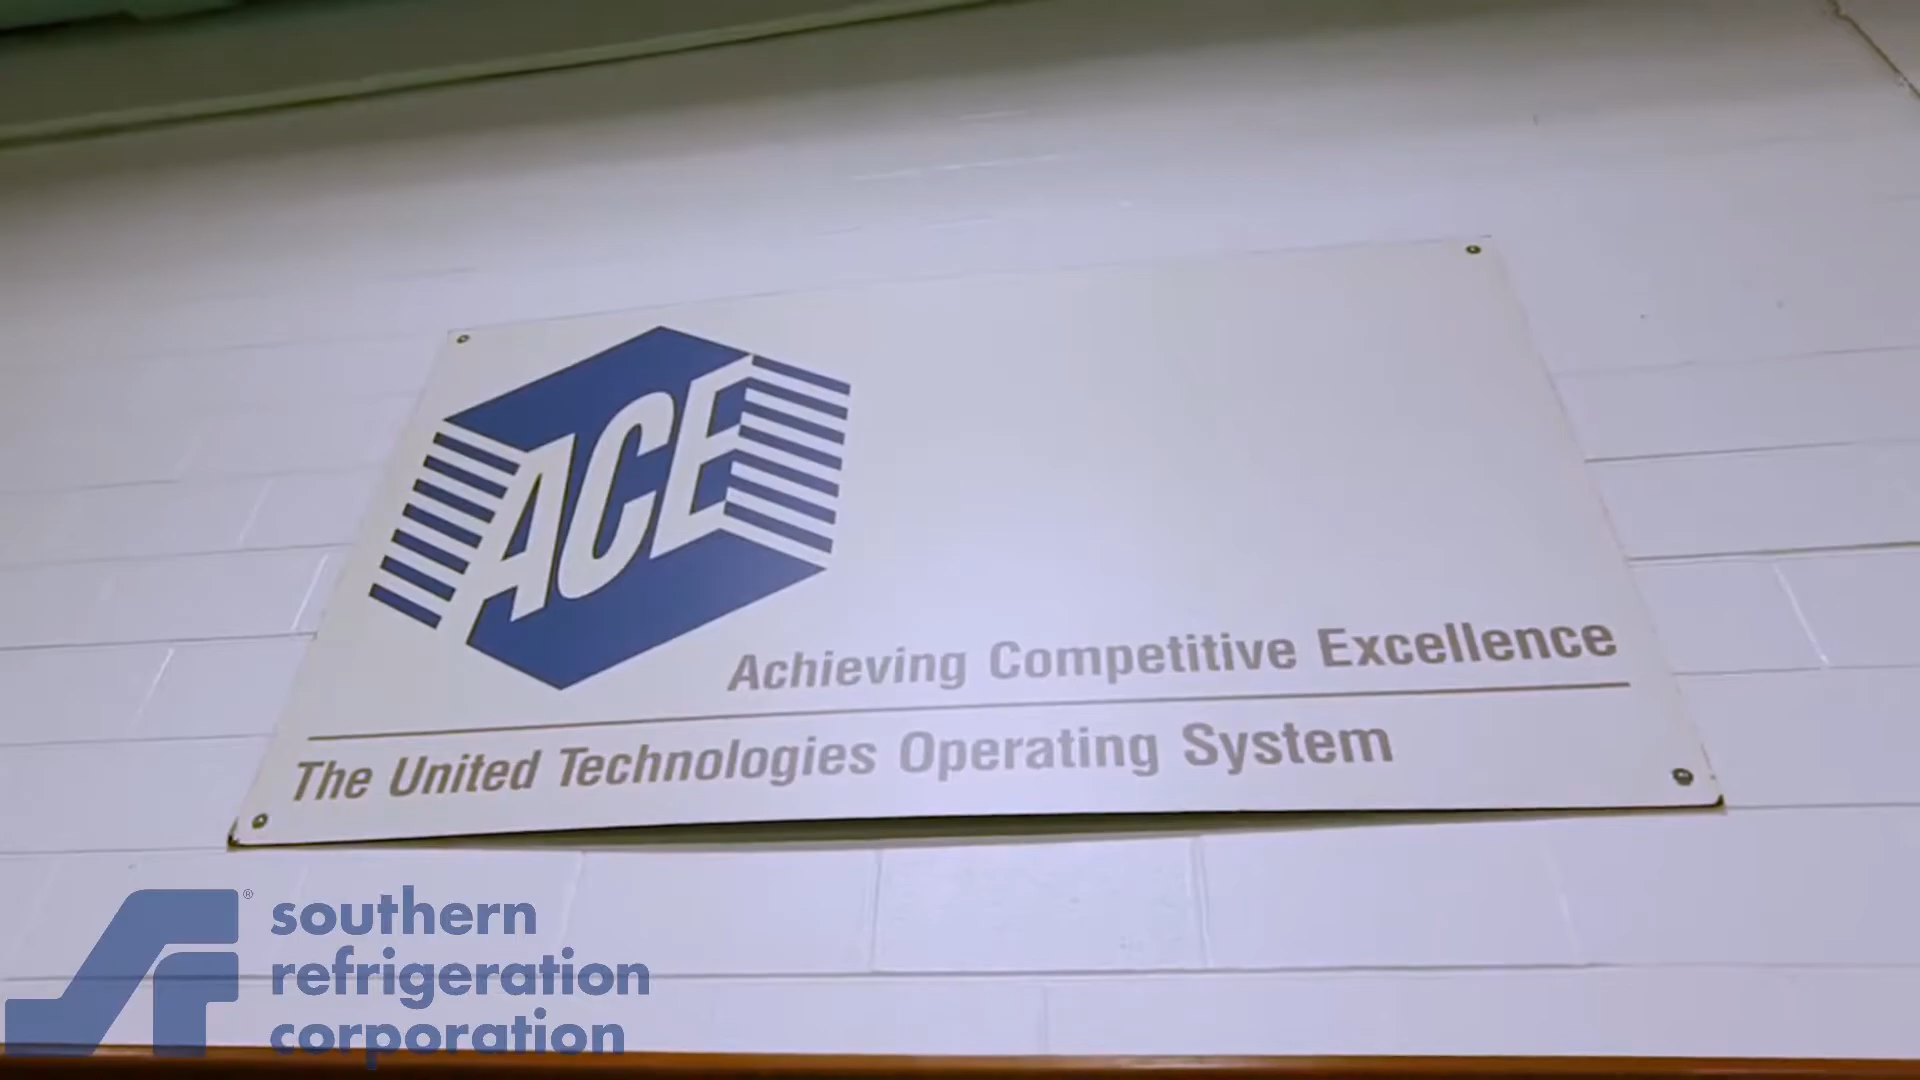 ACE
Achieving Competitive Excellence
The United Technologies Operating System
®
southern
refrigeration
corporation